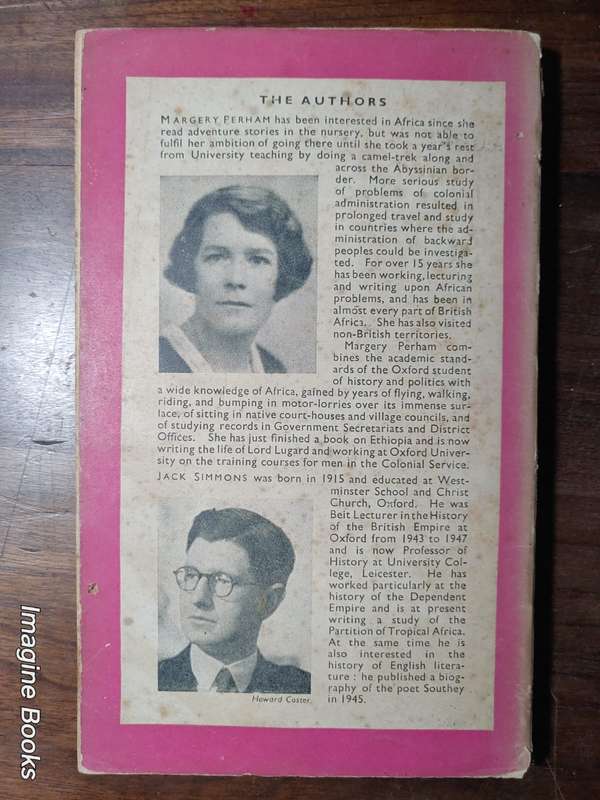 THE AUTHORS
MARGERY PERHAM has been interested in Africa since she
read adventure stories in the nursery, but was not able to
fulfil her ambition of going there until she took a year's rest
from University teaching by doing a camel-trek along and
across the Abyssinian bor-
der. More serious study
of problems of colonial
administration resulted in
prolonged travel and study
in countries where the ad-
ministration of backward
peoples could be investiga-
ted. For over 15 years she
has been working, lecturing
and writing upon African
problems, and has been in
almost every part of British
Africa. She has also visited
non-British territories.
Margery Perham com-
bines the academic stand-
ards of the Oxford student
of history and politics with
a wide knowledge of Africa, gained by years of flying, walking,
riding, and bumping in motor-lorries over its immense sur-
face, of sitting in native court-houses and village councils, and
of studying records in Government Secretariats and District
Offices. She has just finished a book on Ethiopia and is now
writing the life of Lord Lugard and working at Oxford Univer-
sity on the training courses for men in the Colonial Service.
JACK SIMMONS was born in 1915 and educated at West-
minster School and Christ
Church, Oxford. He was
Beit Lecturer in the History
of the British Empire at
Oxford from 1943 to 1947
and is now Professor of
History at University Col-
lege, Leicester. He has
worked particularly at the
history of the Dependent
Empire and is at present
writing a study of the
Partition of Tropical Africa.
At the same time he is
also interested in the
history of English litera-
ture : he published a biog-
raphy of the poet Southey
in 1945.
Howard Coster
Imagine Books